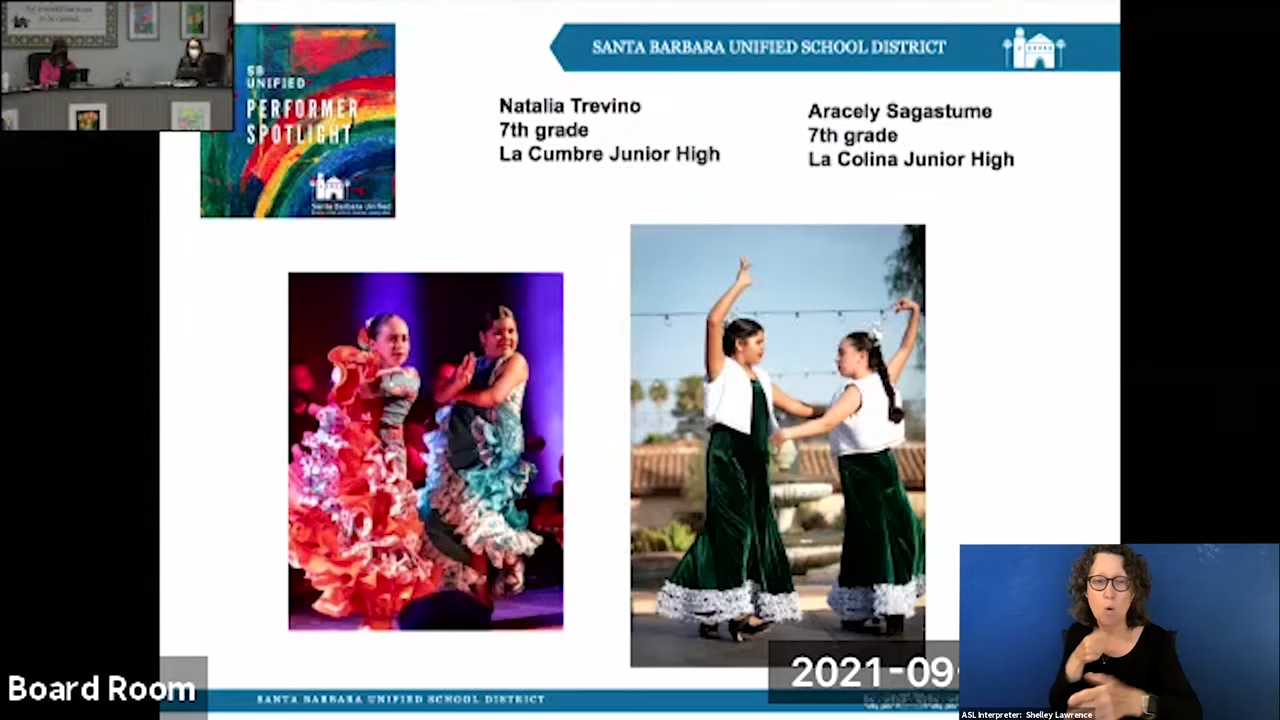 SANTA BARBARA UNIFIED SCHOOL DISTRICT
SB
UNIFIED
PERFORMER
SPOTLIGHT
Santa Barbara Unified
Natalia Trevino
7th grade
La Cumbre Junior High
Aracely Sagastume
7th grade
La Colina Junior High
Board Room
SANTA BARBARA UNIFIED SCHOOL DISTRICT
2021-09-
ASL Interpreter: Shelley Lawrence